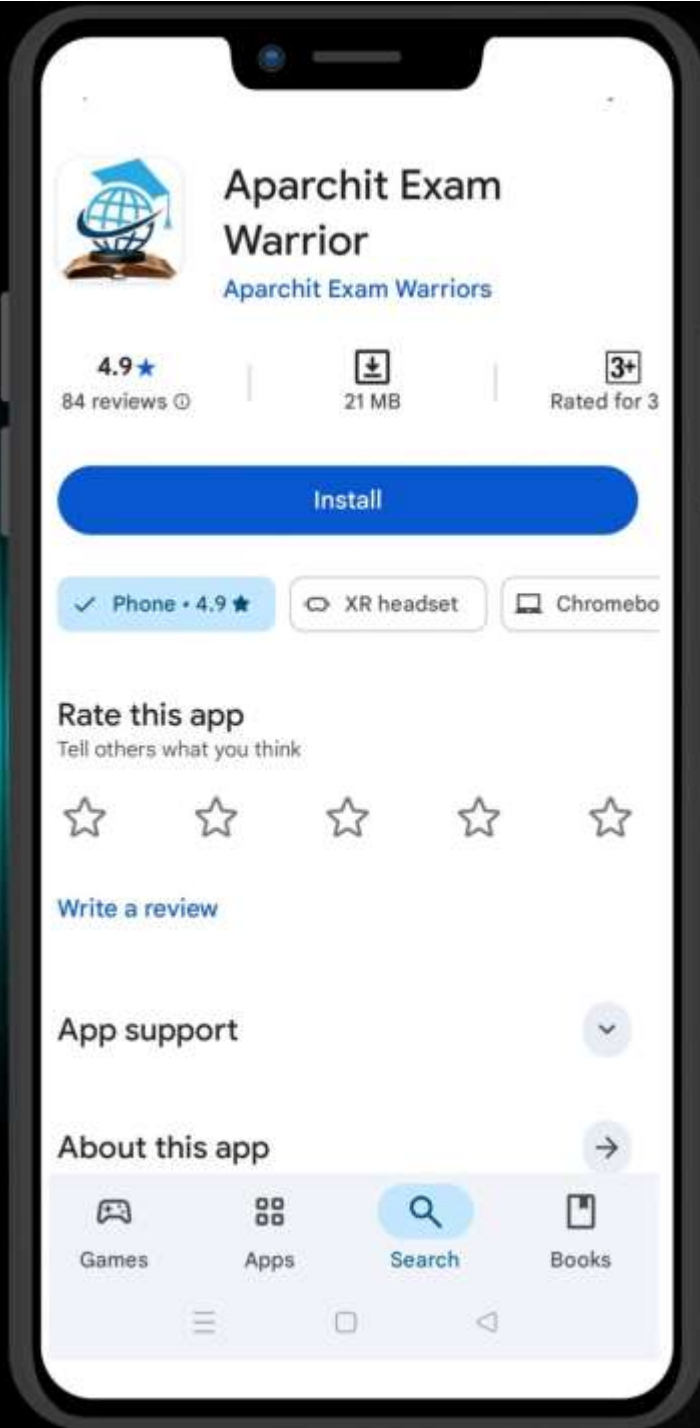 Aparchit Exam
Warrior
Aparchit Exam Warriors
4.9★
84 reviews
21 MB
3+
Rated for 3
Install
Phone • 4.9 ★
XR headset
Chromebo
Rate this app
Tell others what you think
Write a review
App support
About this app
Games
Apps
Search
Books